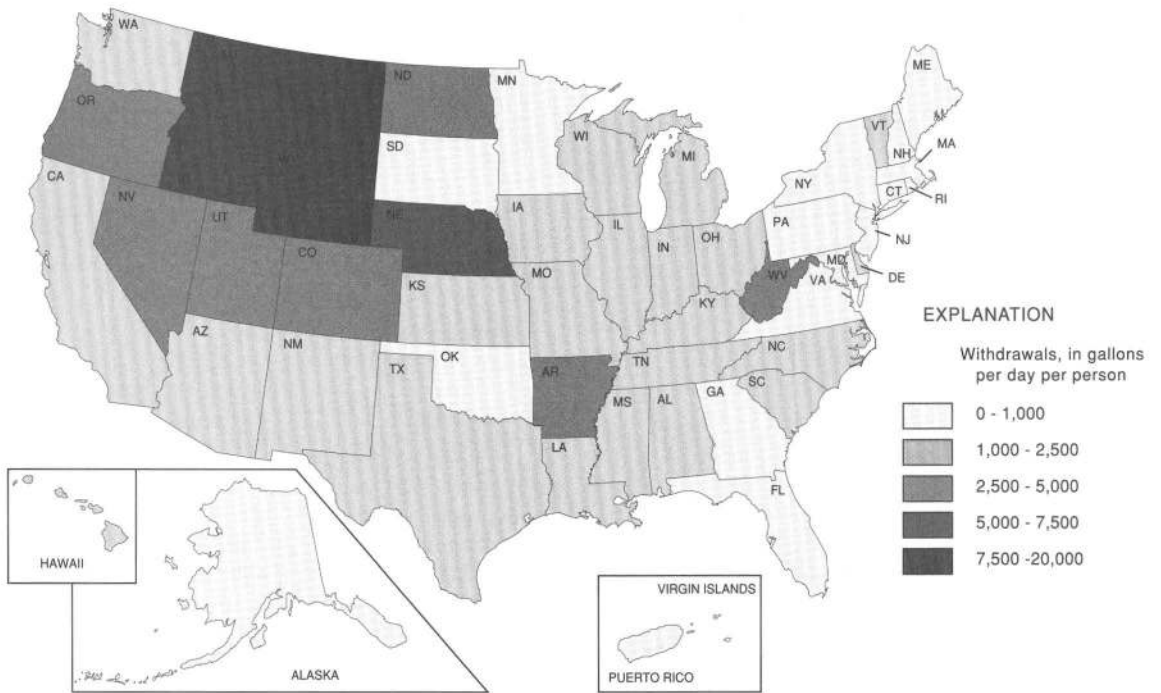 WA
MT
ND
MN
ME
OR
ID
SD
WI
MI
VT
NH
MA
WY
NY
CT
RI
CA
NV
UT
NE
IA
PA
NJ
CO
IL
IN
OH
MD
DE
KS
MO
WV
VA
KY
AZ
NM
OK
TX
AR
TN
NC
SC
MS
AL
GA
LA
FL
EXPLANATION
Withdrawals, in gallons
per day per person
0 - 1,000
1,000 - 2,500
2,500 - 5,000
5,000 - 7,500
7,500 -20,000
HAWAII
ALASKA
VIRGIN ISLANDS
PUERTO RICO